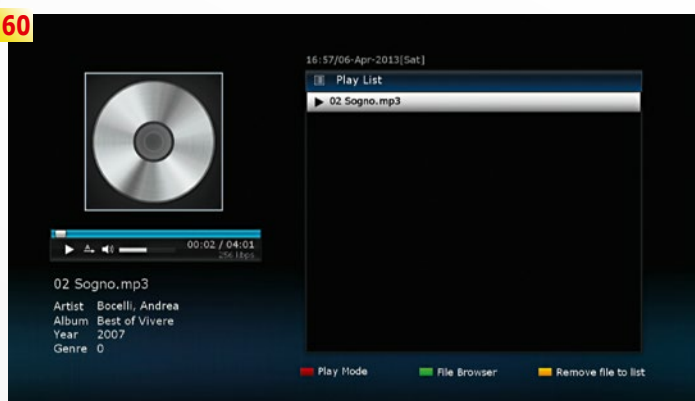 60
16:57/06-Apr-2013[Sat]
Play List
02 Sogno.mp3
00:02 / 04:01
256 kbps
02 Sogno.mp3
Artist Bocelli, Andrea
Album Best of Vivere
Year 2007
Genre 0
Play Mode File Browser Remove file to list